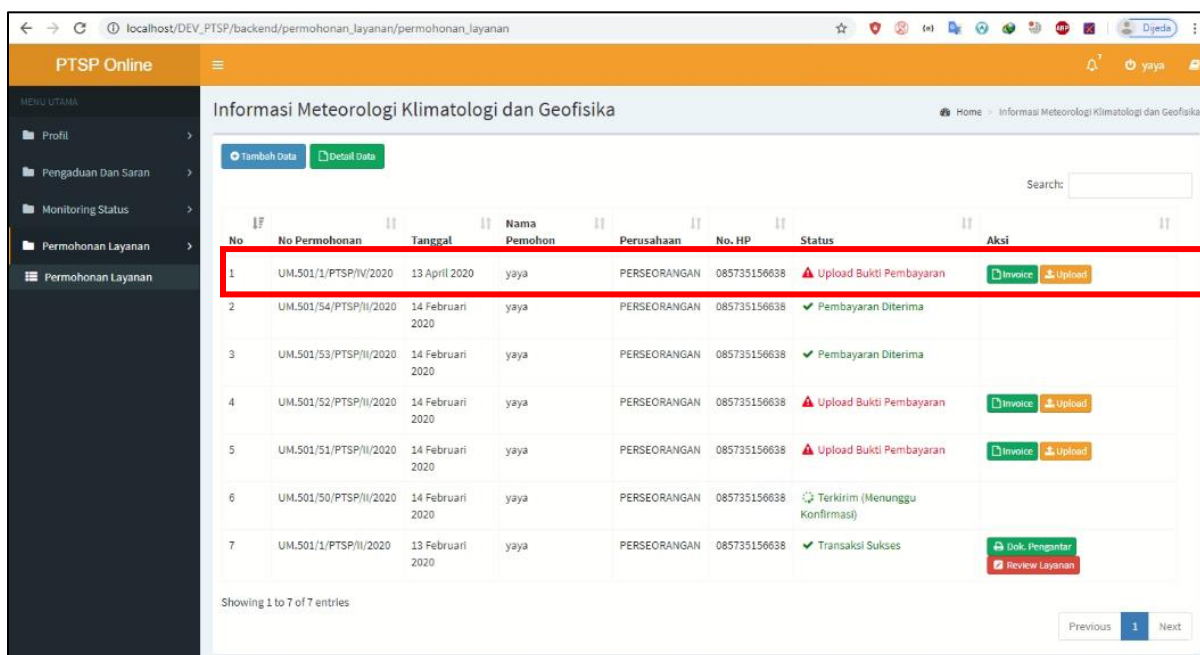 localhost/DEV_PTSP/backend/permohonan_layanan/permohonan_layanan
Dijeda
PTSP Online
7
yaya
MENU UTAMA
Profil
Pengaduan Dan Saran
Monitoring Status
Permohonan Layanan
Permohonan Layanan
Informasi Meteorologi Klimatologi dan Geofisika
Home > Informasi Meteorologi Klimatologi dan Geofisika
Tambah Data Detail Data
Search:
No No Permohonan Tanggal Nama Pemohon Perusahaan No. HP Status Aksi
1 UM.501/1/PTSP/IV/2020 13 April 2020 yaya PERSEORANGAN 085735156638 Upload Bukti Pembayaran Invoice Upload
2 UM.501/54/PTSP/II/2020 14 Februari 2020 yaya PERSEORANGAN 085735156638 Pembayaran Diterima
3 UM.501/53/PTSP/II/2020 14 Februari 2020 yaya PERSEORANGAN 085735156638 Pembayaran Diterima
4 UM.501/52/PTSP/II/2020 14 Februari 2020 yaya PERSEORANGAN 085735156638 Upload Bukti Pembayaran Invoice Upload
5 UM.501/51/PTSP/II/2020 14 Februari 2020 yaya PERSEORANGAN 085735156638 Upload Bukti Pembayaran Invoice Upload
6 UM.501/50/PTSP/II/2020 14 Februari 2020 yaya PERSEORANGAN 085735156638 Terkirim (Menunggu Konfirmasi)
7 UM.501/1/PTSP/II/2020 13 Februari 2020 yaya PERSEORANGAN 085735156638 Transaksi Sukses Dok. Pengantar Review Layanan
Showing 1 to 7 of 7 entries
Previous 1 Next